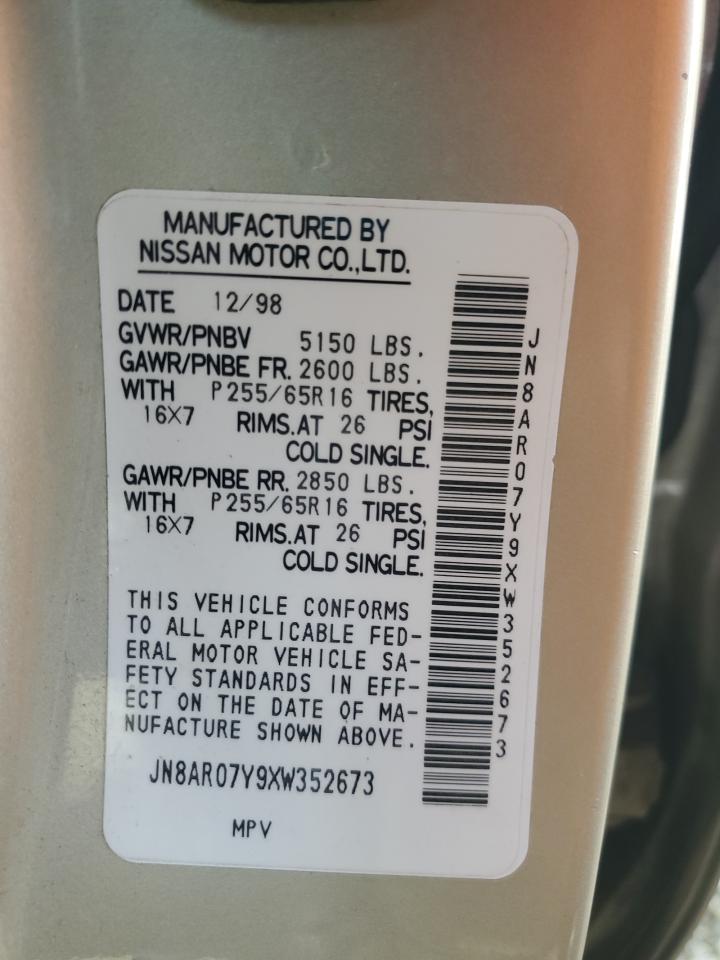 MANUFACTURED BY
NISSAN MOTOR CO.,LTD.
DATE 12/98
GVWR/PNBV 5150 LBS.
GAWR/PNBE FR. 2600 LBS.
WITH P255/65R16 TIRES,
16X7 RIMS.AT 26 PSI
COLD SINGLE.
GAWR/PNBE RR. 2850 LBS.
WITH P255/65R16 TIRES,
16X7 RIMS.AT 26 PSI
COLD SINGLE.
THIS VEHICLE CONFORMS
TO ALL APPLICABLE FED-
ERAL MOTOR VEHICLE SA-
FETY STANDARDS IN EFF-
ECT ON THE DATE OF MA-
NUFACTURE SHOWN ABOVE.
JN8AR07Y9XW352673
MPV
JN8AR07Y9XW352673